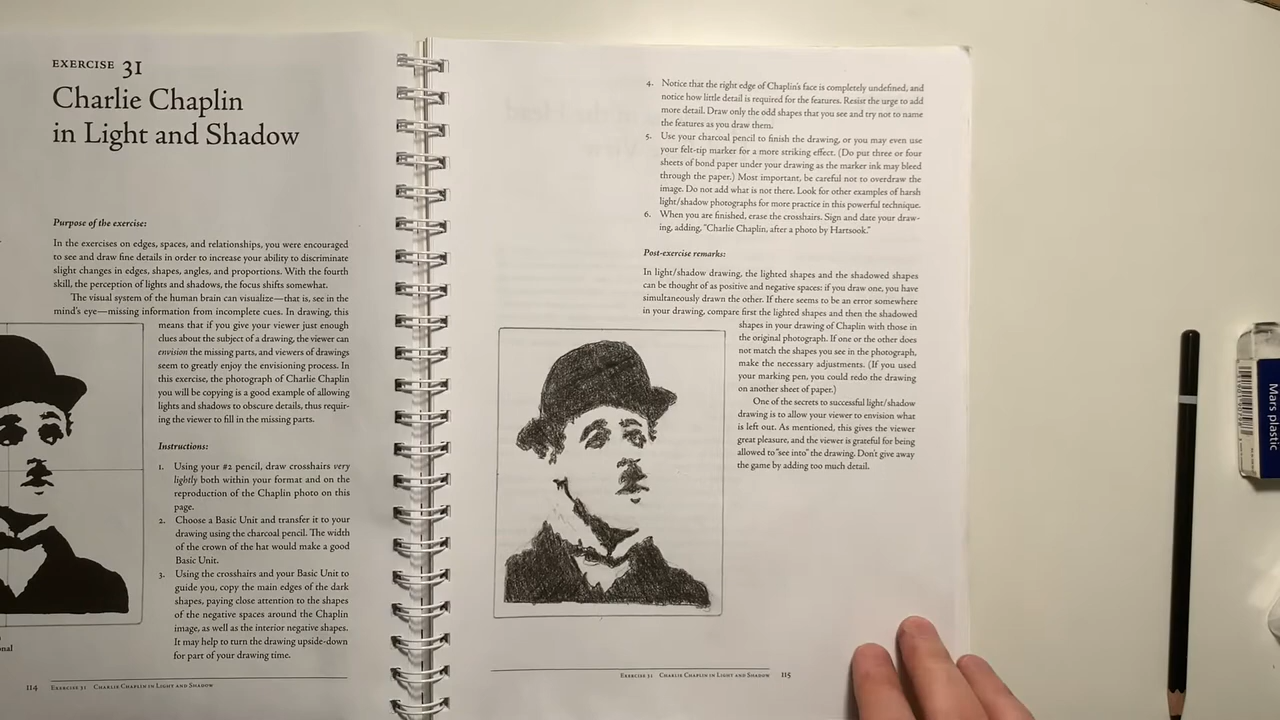 EXERCISE 31
Charlie Chaplin
in Light and Shadow
Purpose of the exercise:
In the exercises on edges, spaces, and relationships, you were encouraged
to see and draw fine details in order to increase your ability to discriminate
slight changes in edges, shapes, angles, and proportions. With the fourth
skill, the perception of lights and shadows, the focus shifts somewhat.
The visual system of the human brain can visualize—that is, see in the
mind's eye—missing information from incomplete cues. In drawing, this
means that if you give your viewer just enough
clues about the subject of a drawing, the viewer can
envision the missing parts, and viewers of drawings
seem to greatly enjoy the envisioning process. In
this exercise, the photograph of Charlie Chaplin
you will be copying is a good example of allowing
lights and shadows to obscure details, thus requir-
ing the viewer to fill in the missing parts.
Instructions:
1. Using your #2 pencil, draw crosshairs very
lightly both within your format and on the
reproduction of the Chaplin photo on this
page.
2. Choose a Basic Unit and transfer it to your
drawing using the charcoal pencil. The width
of the crown of the hat would make a good
Basic Unit.
3. Using the crosshairs and your Basic Unit to
guide you, copy the main edges of the dark
shapes, paying close attention to the shapes
of the negative spaces around the Chaplin
image, as well as the interior negative shapes.
It may help to turn the drawing upside-down
for part of your drawing time.
nal
114 EXERCISE 31 CHARLIE CHAPLIN IN LIGHT AND SHADOW
4. Notice that the right edge of Chaplin's face is completely undefined, and
notice how little detail is required for the features. Resist the urge to add
more detail. Draw only the odd shapes that you see and try not to name
the features as you draw them.
5. Use your charcoal pencil to finish the drawing, or you may even use
your felt-tip marker for a more striking effect. (Do put three or four
sheets of bond paper under your drawing as the marker ink may bleed
through the paper.) Most important, be careful not to overdraw the
image. Do not add what is not there. Look for other examples of harsh
light/shadow photographs for more practice in this powerful technique.
6. When you are finished, erase the crosshairs. Sign and date your draw-
ing, adding, "Charlie Chaplin, after a photo by Hartsook."
Post-exercise remarks:
In light/shadow drawing, the lighted shapes and the shadowed shapes
can be thought of as positive and negative spaces: if you draw one, you have
simultaneously drawn the other. If there seems to be an error somewhere
in your drawing, compare first the lighted shapes and then the shadowed
shapes in your drawing of Chaplin with those in
the original photograph. If one or the other does
not match the shapes you see in the photograph,
make the necessary adjustments. (If you used
your marking pen, you could redo the drawing
on another sheet of paper.)
One of the secrets to successful light/shadow
drawing is to allow your viewer to envision what
is left out. As mentioned, this gives the viewer
great pleasure, and the viewer is grateful for being
allowed to "see into" the drawing. Don't give away
the game by adding too much detail.
EXERCISE 31 CHARLIE CHAPLIN IN LIGHT AND SHADOW 115
Mars plastic